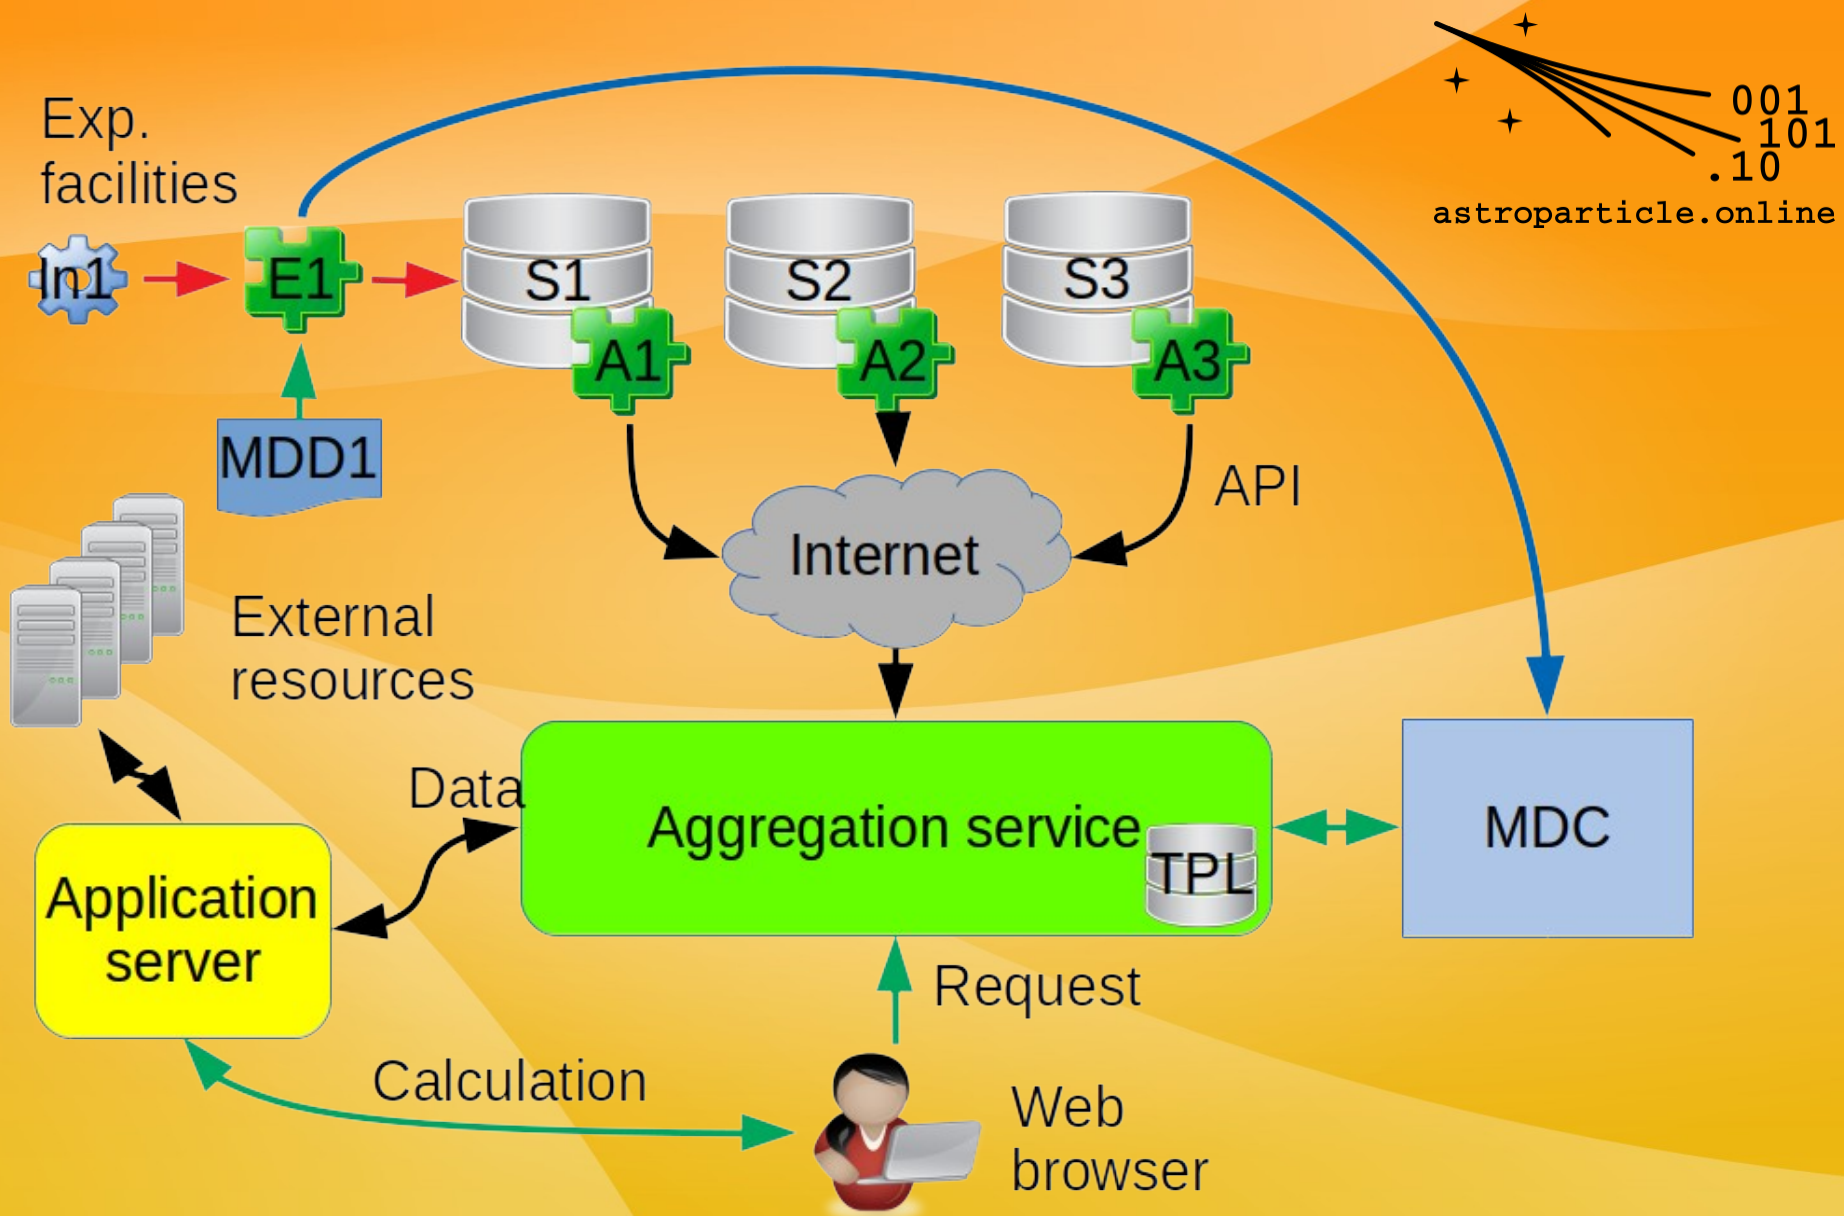 001
101
.10
astroparticle.online
Exp.
facilities
In1
E1
S1
S2
S3
A1
A2
A3
MDD1
API
Internet
External
resources
Data
Aggregation service
TPL
MDC
Application
server
Request
Calculation
Web
browser